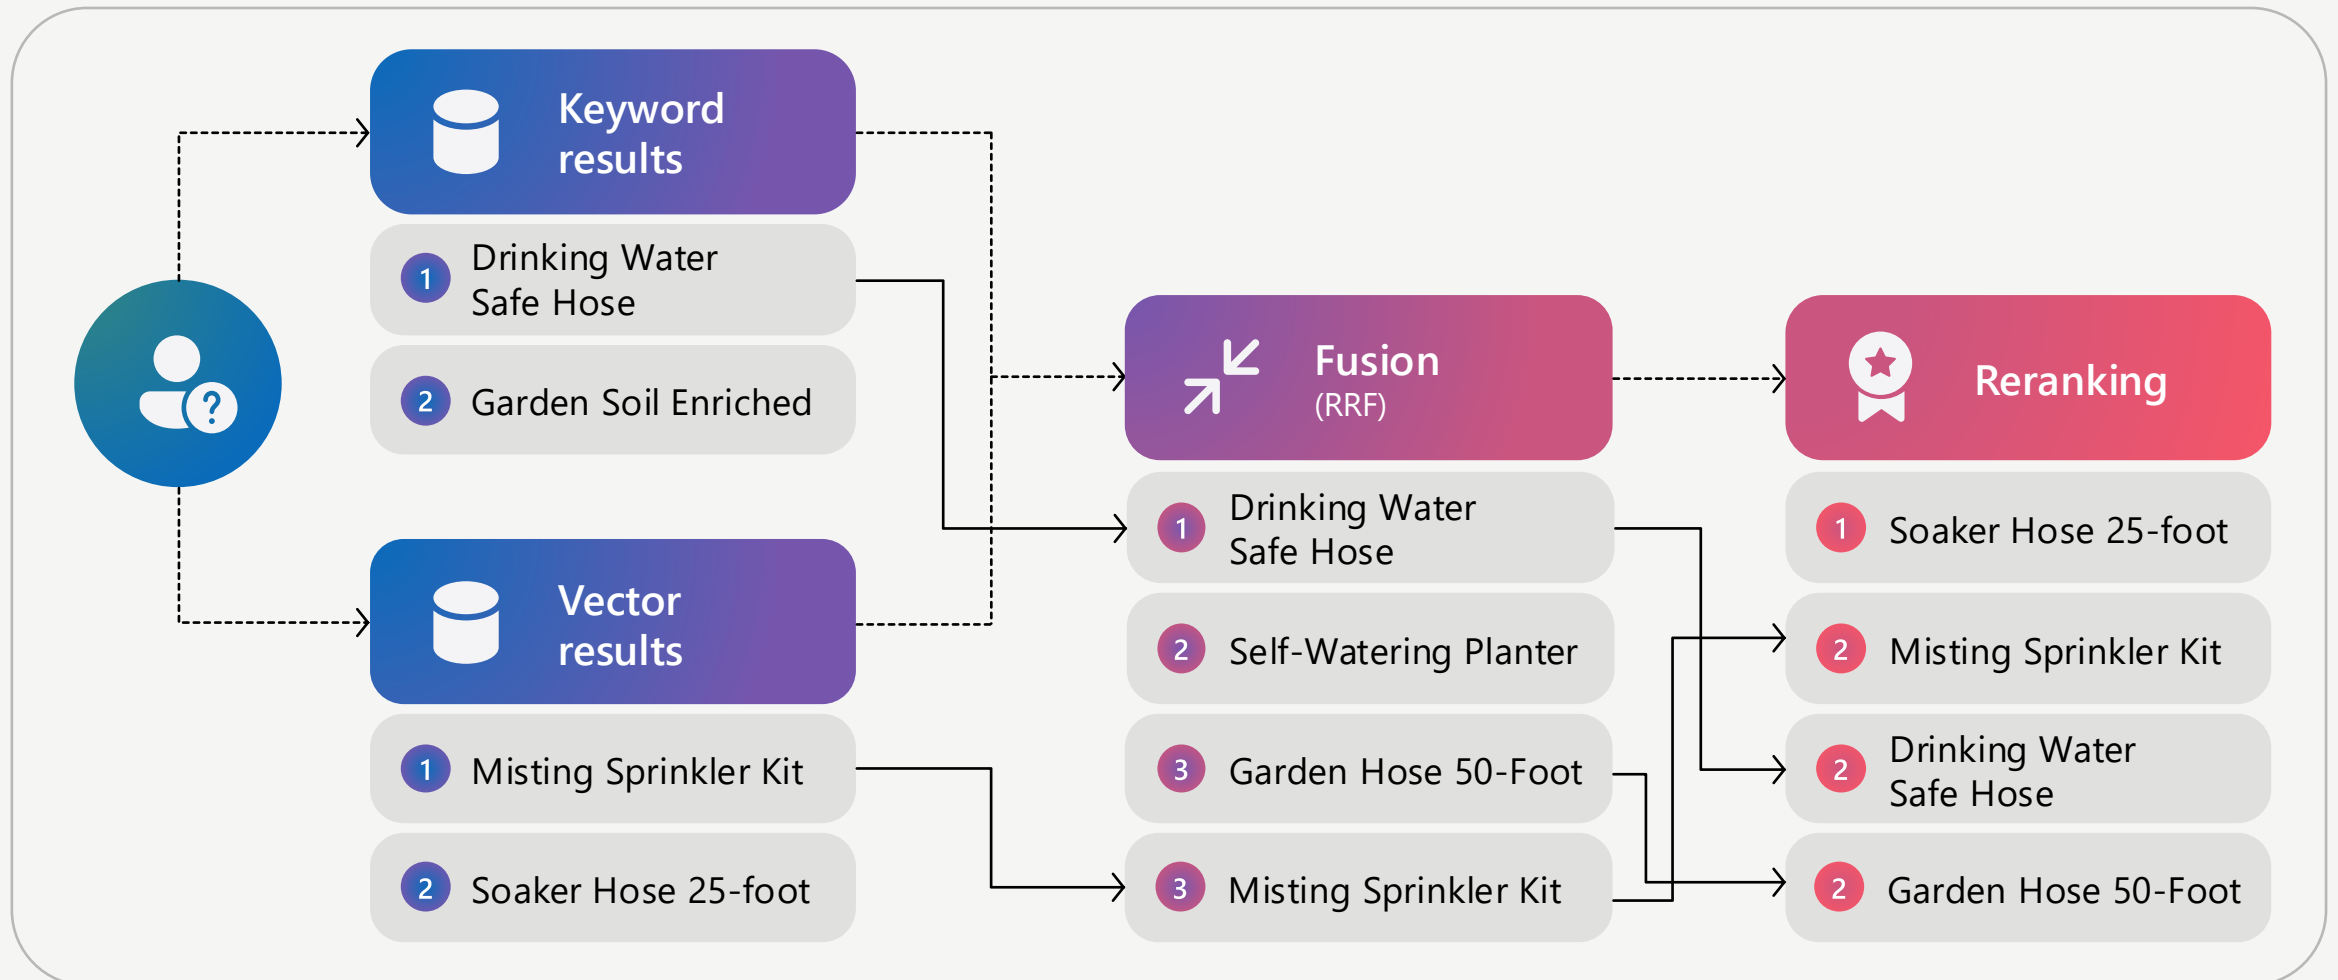 Keyword
results
1
Drinking Water
Safe Hose
2
Garden Soil Enriched
?
Vector
results
1
Misting Sprinkler Kit
2
Soaker Hose 25-foot
Fusion
(RRF)
1
Drinking Water
Safe Hose
2
Self-Watering Planter
3
Garden Hose 50-Foot
3
Misting Sprinkler Kit
Reranking
1
Soaker Hose 25-foot
2
Misting Sprinkler Kit
2
Drinking Water
Safe Hose
2
Garden Hose 50-Foot